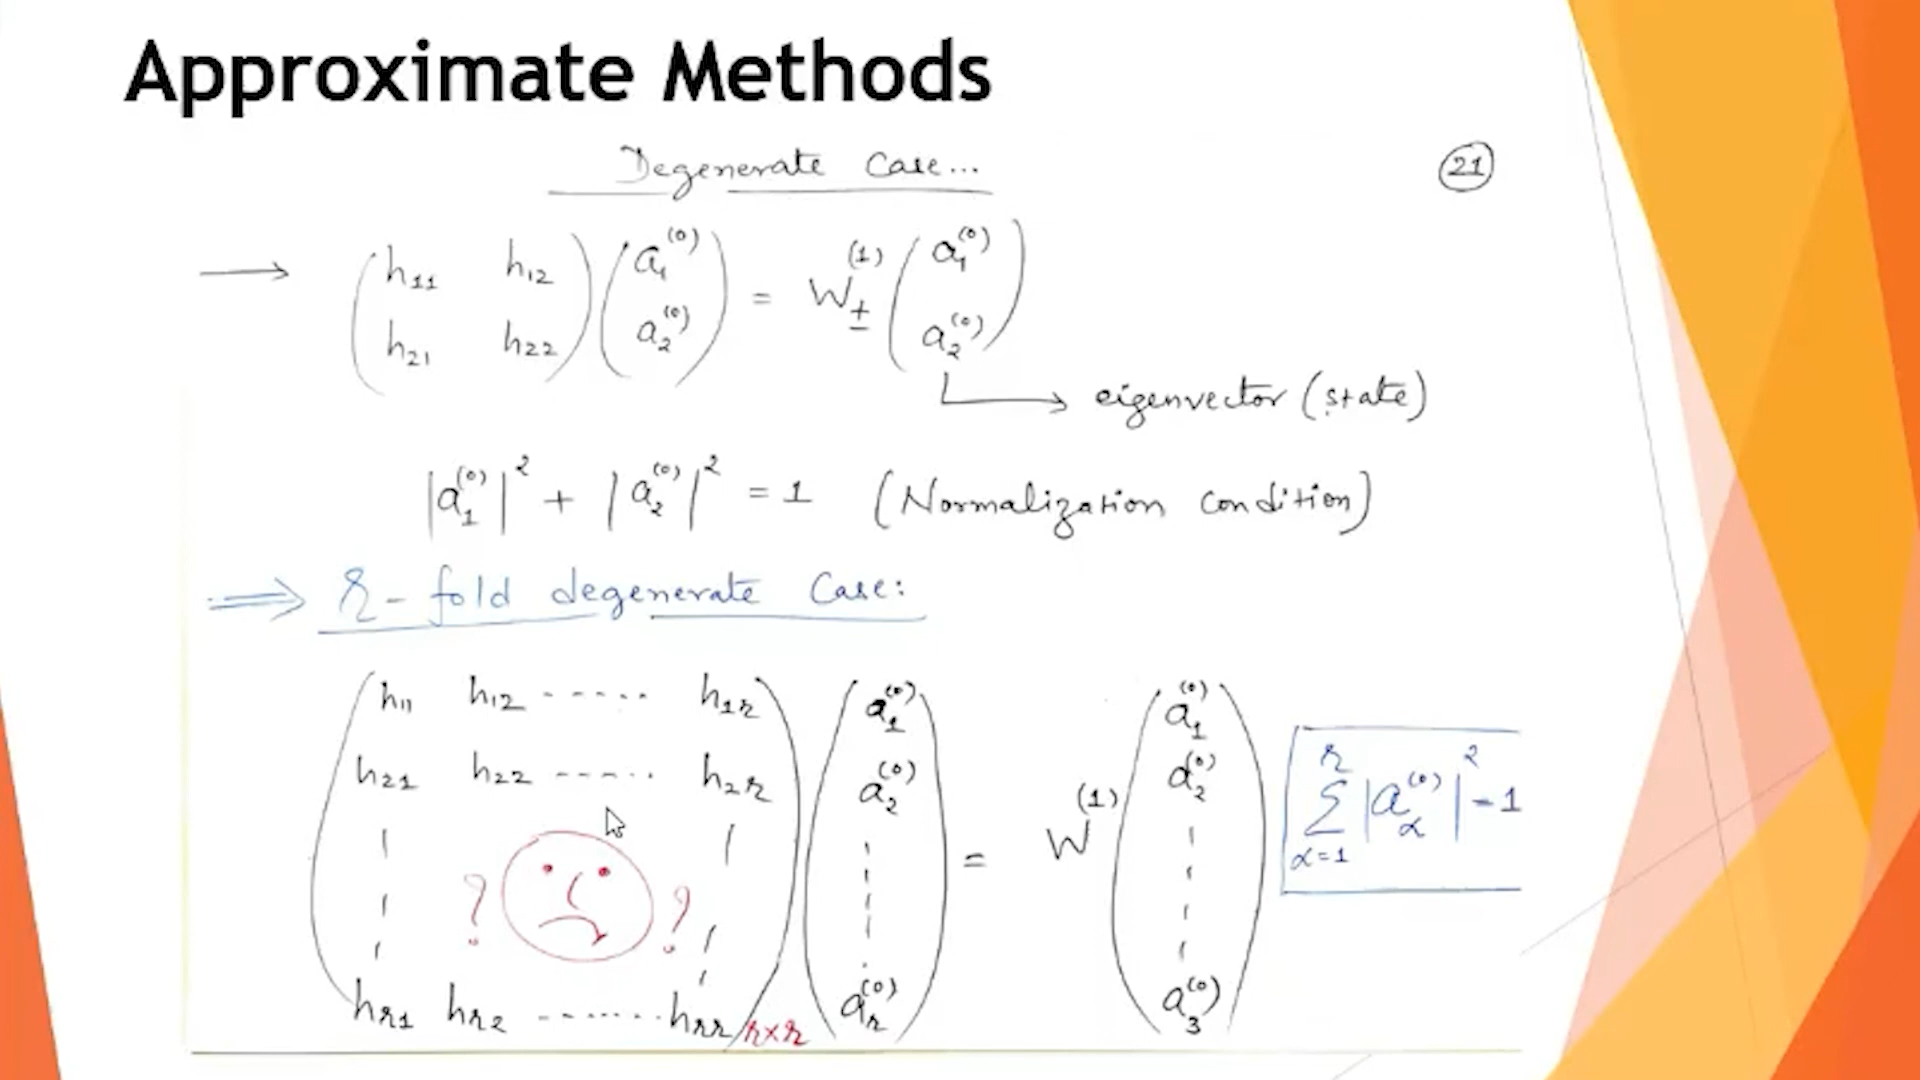 Approximate Methods
Degenerate Case...
21
→ ( h11 h12 ; h21 h22 ) ( a1^(0) ; a2^(0) ) = W±^(1) ( a1^(0) ; a2^(0) )
→ eigenvector (state)
|a1^(0)|^2 + |a2^(0)|^2 = 1 (Normalization condition)
⇒ r-fold degenerate Case:
h11 h12 ------ h1r a1^(0) a1^(0)
h21 h22 ------ h2r a2^(0) = W^(1) a2^(0)
? ?
hr1 hr2 ------- hrr r×r ar^(0) a3^(0)
r
Σ |aα^(0)|^2 = 1
α=1